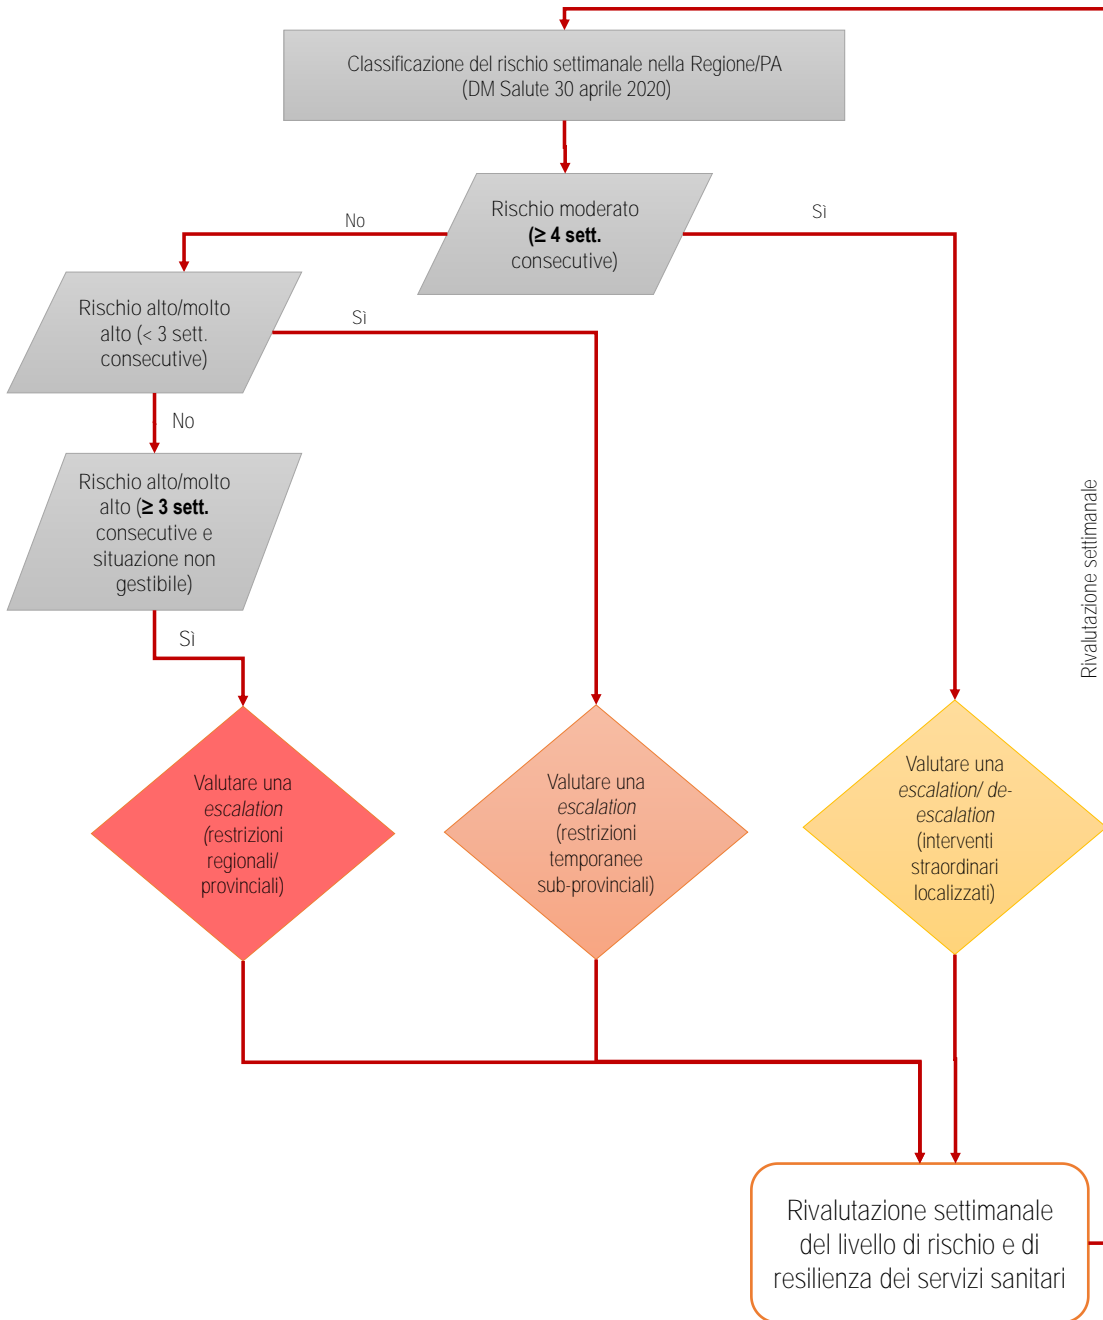 Classificazione del rischio settimanale nella Regione/PA
(DM Salute 30 aprile 2020)
Rischio moderato
(≥ 4 sett.
consecutive)
No
Sì
Rischio alto/molto
alto (< 3 sett.
consecutive)
Sì
No
Rischio alto/molto
alto (≥ 3 sett.
consecutive e
situazione non
gestibile)
Sì
Rivalutazione settimanale
Valutare una
escalation
(restrizioni
regionali/
provinciali)
Valutare una
escalation
(restrizioni
temporanee
sub-provinciali)
Valutare una
escalation/ de-
escalation
(interventi
straordinari
localizzati)
Rivalutazione settimanale
del livello di rischio e di
resilienza dei servizi sanitari